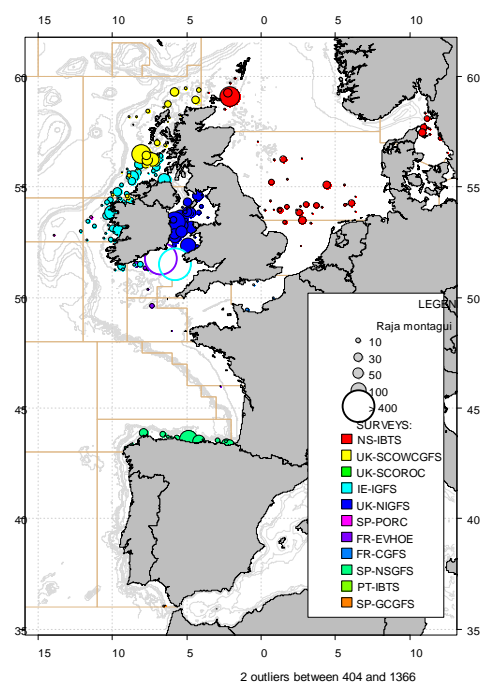 15 10 5 0 5 10
60 60
55 55
50 50
LEGEN
Raja montagui
10
30
50
100
> 400
45 45
SURVEYS:
NS-IBTS
UK-SCOWCGFS
UK-SCOROC
IE-IGFS
UK-NIGFS
SP-PORC
40 40
FR-EVHOE
FR-CGFS
SP-NSGFS
PT-IBTS
SP-GCGFS
35 35
15 10 5 0 5 10
2 outliers between 404 and 1366